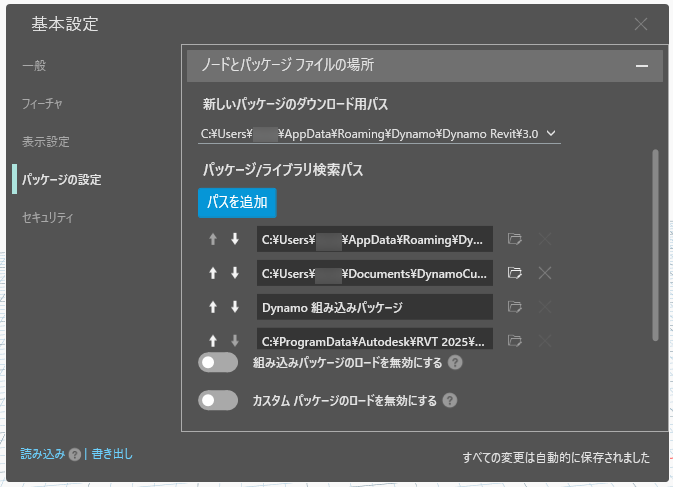 基本設定
一般
フィーチャ
表示設定
パッケージの設定
セキュリティ
ノードとパッケージ ファイルの場所
新しいパッケージのダウンロード用パス
C:¥Users¥ ¥AppData¥Roaming¥Dynamo¥Dynamo Revit¥3.0
パッケージ/ライブラリ検索パス
パスを追加
C:¥Users¥ ¥AppData¥Roaming¥Dy...
C:¥Users¥ ¥Documents¥DynamoCu...
Dynamo 組み込みパッケージ
C:¥ProgramData¥Autodesk¥RVT 2025¥...
組み込みパッケージのロードを無効にする ?
カスタム パッケージのロードを無効にする ?
読み込み ? | 書き出し
すべての変更は自動的に保存されました